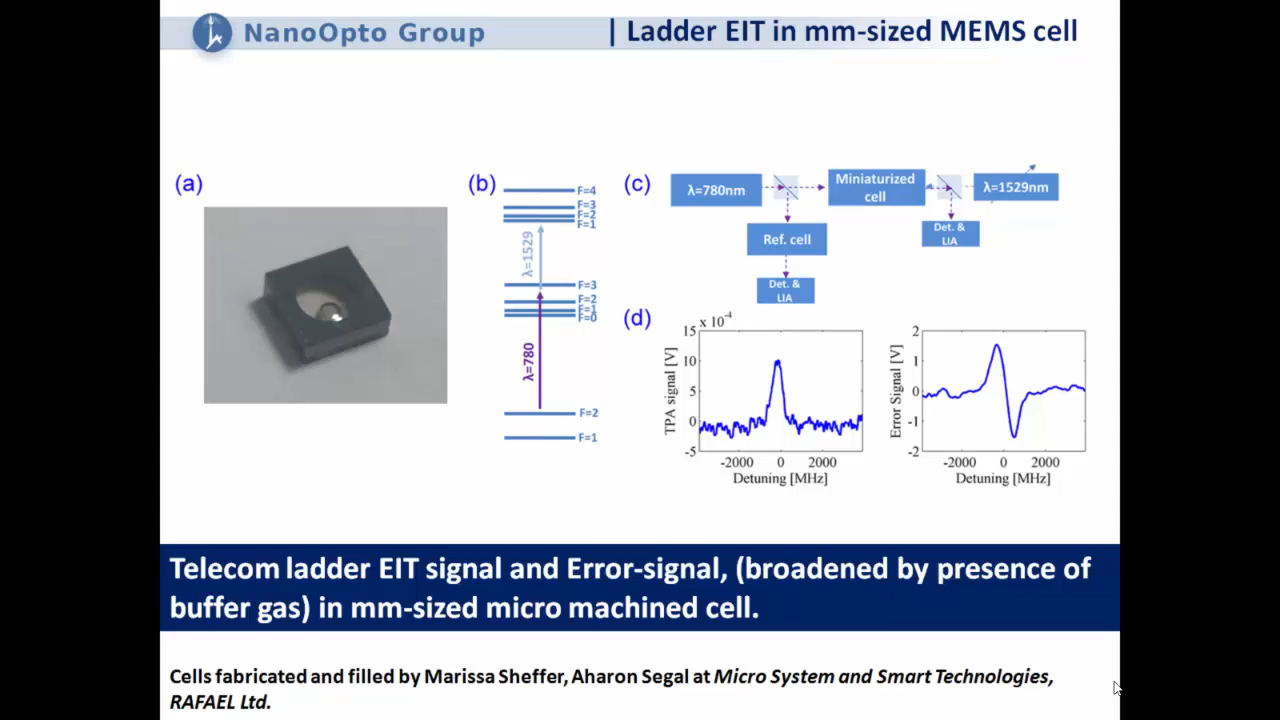 NanoOpto Group
| Ladder EIT in mm-sized MEMS cell
(a)
(b)
F=4
F=3
F=2
F=1
λ=1529
F=3
F=2
F=1
F=0
λ=780
F=2
F=1
(c)
λ=780nm
Miniaturized
cell
λ=1529nm
Ref. cell
Det. &
LIA
Det. &
LIA
(d)
x 10-4
15
10
5
0
-5
TPA signal [V]
-2000 0 2000
Detuning [MHz]
2
1
0
-1
-2
Error Signal [V]
-2000 0 2000
Detuning [MHz]
Telecom ladder EIT signal and Error-signal, (broadened by presence of
buffer gas) in mm-sized micro machined cell.
Cells fabricated and filled by Marissa Sheffer, Aharon Segal at Micro System and Smart Technologies,
RAFAEL Ltd.